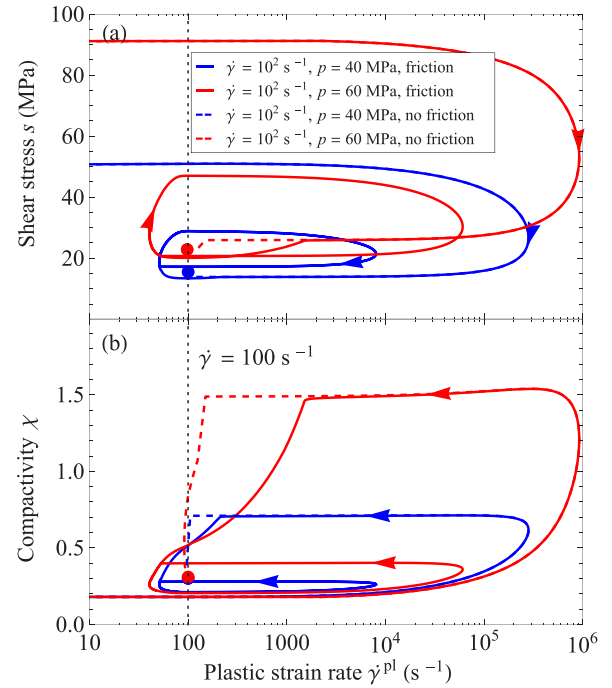 (a)
100
80
60
40
20
Shear stress s (MPa)
γ̇ = 10² s⁻¹, p = 40 MPa, friction
γ̇ = 10² s⁻¹, p = 60 MPa, friction
γ̇ = 10² s⁻¹, p = 40 MPa, no friction
γ̇ = 10² s⁻¹, p = 60 MPa, no friction
(b)
γ̇ = 100 s⁻¹
1.5
1.0
0.5
0.0
Compactivity χ
10 100 1000 10⁴ 10⁵ 10⁶
Plastic strain rate γ̇ᵖˡ (s⁻¹)